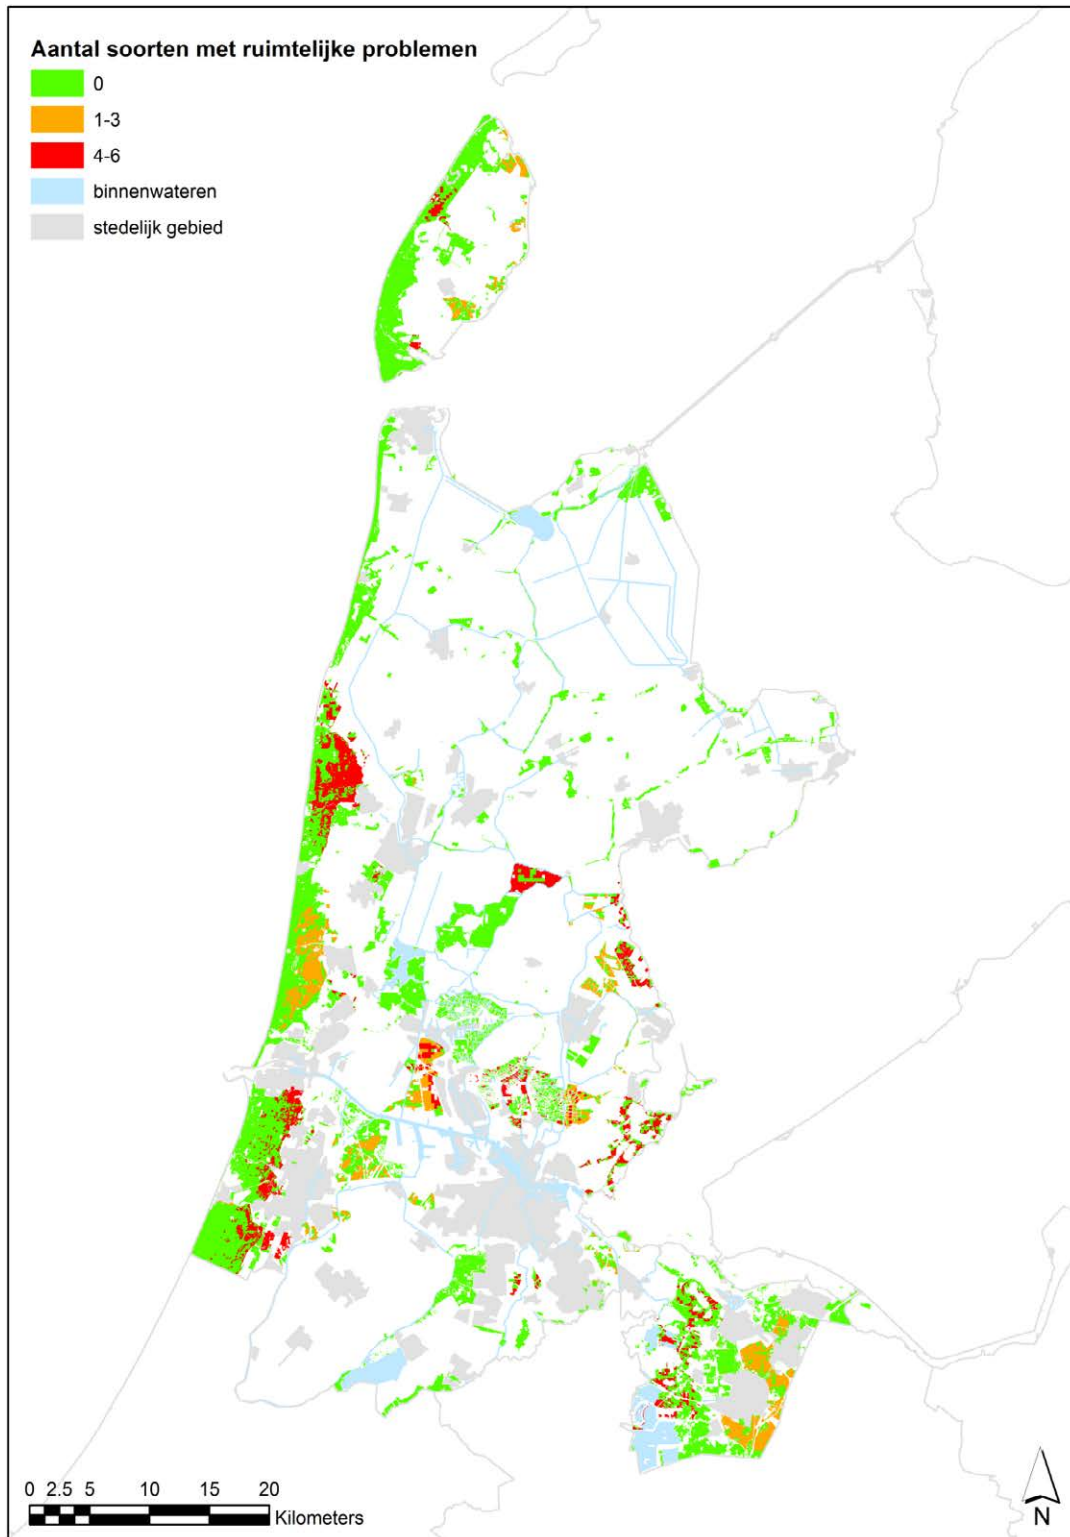 Aantal soorten met ruimtelijke problemen
0
1-3
4-6
binnenwateren
stedelijk gebied
0 2.5 5 10 15 20
Kilometers
N